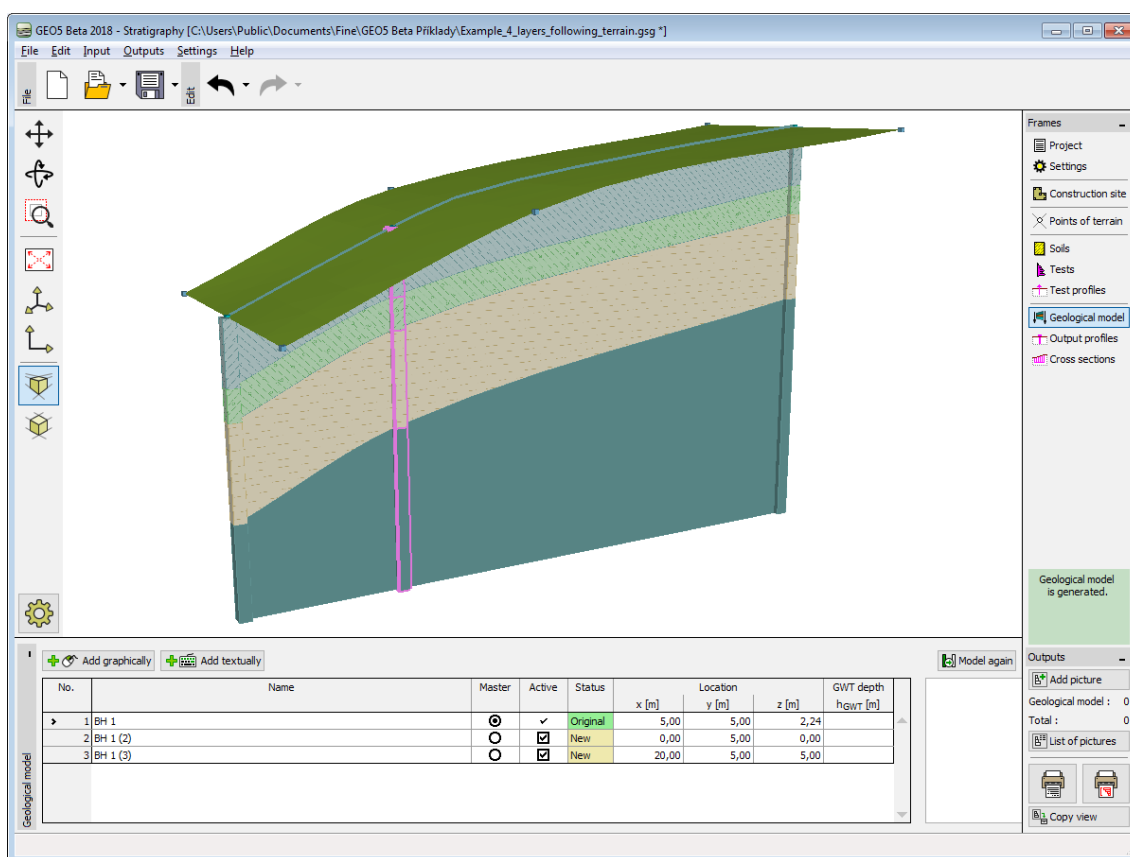 GEO5 Beta 2018 - Stratigraphy [C:\Users\Public\Documents\Fine\GEO5 Beta Příklady\Example_4_layers_following_terrain.gsg *]
File Edit Input Outputs Settings Help
File
Edit
Frames
Project
Settings
Construction site
Points of terrain
Soils
Tests
Test profiles
Geological model
Output profiles
Cross sections
Geological model
is generated.
Outputs
Add picture
Geological model : 0
Total : 0
List of pictures
Copy view
Geological model
Add graphically Add textually Model again
No. Name Master Active Status Location GWT depth
x [m] y [m] z [m] hGWT [m]
1 BH 1 Original 5,00 5,00 2,24
2 BH 1 (2) New 0,00 5,00 0,00
3 BH 1 (3) New 20,00 5,00 5,00